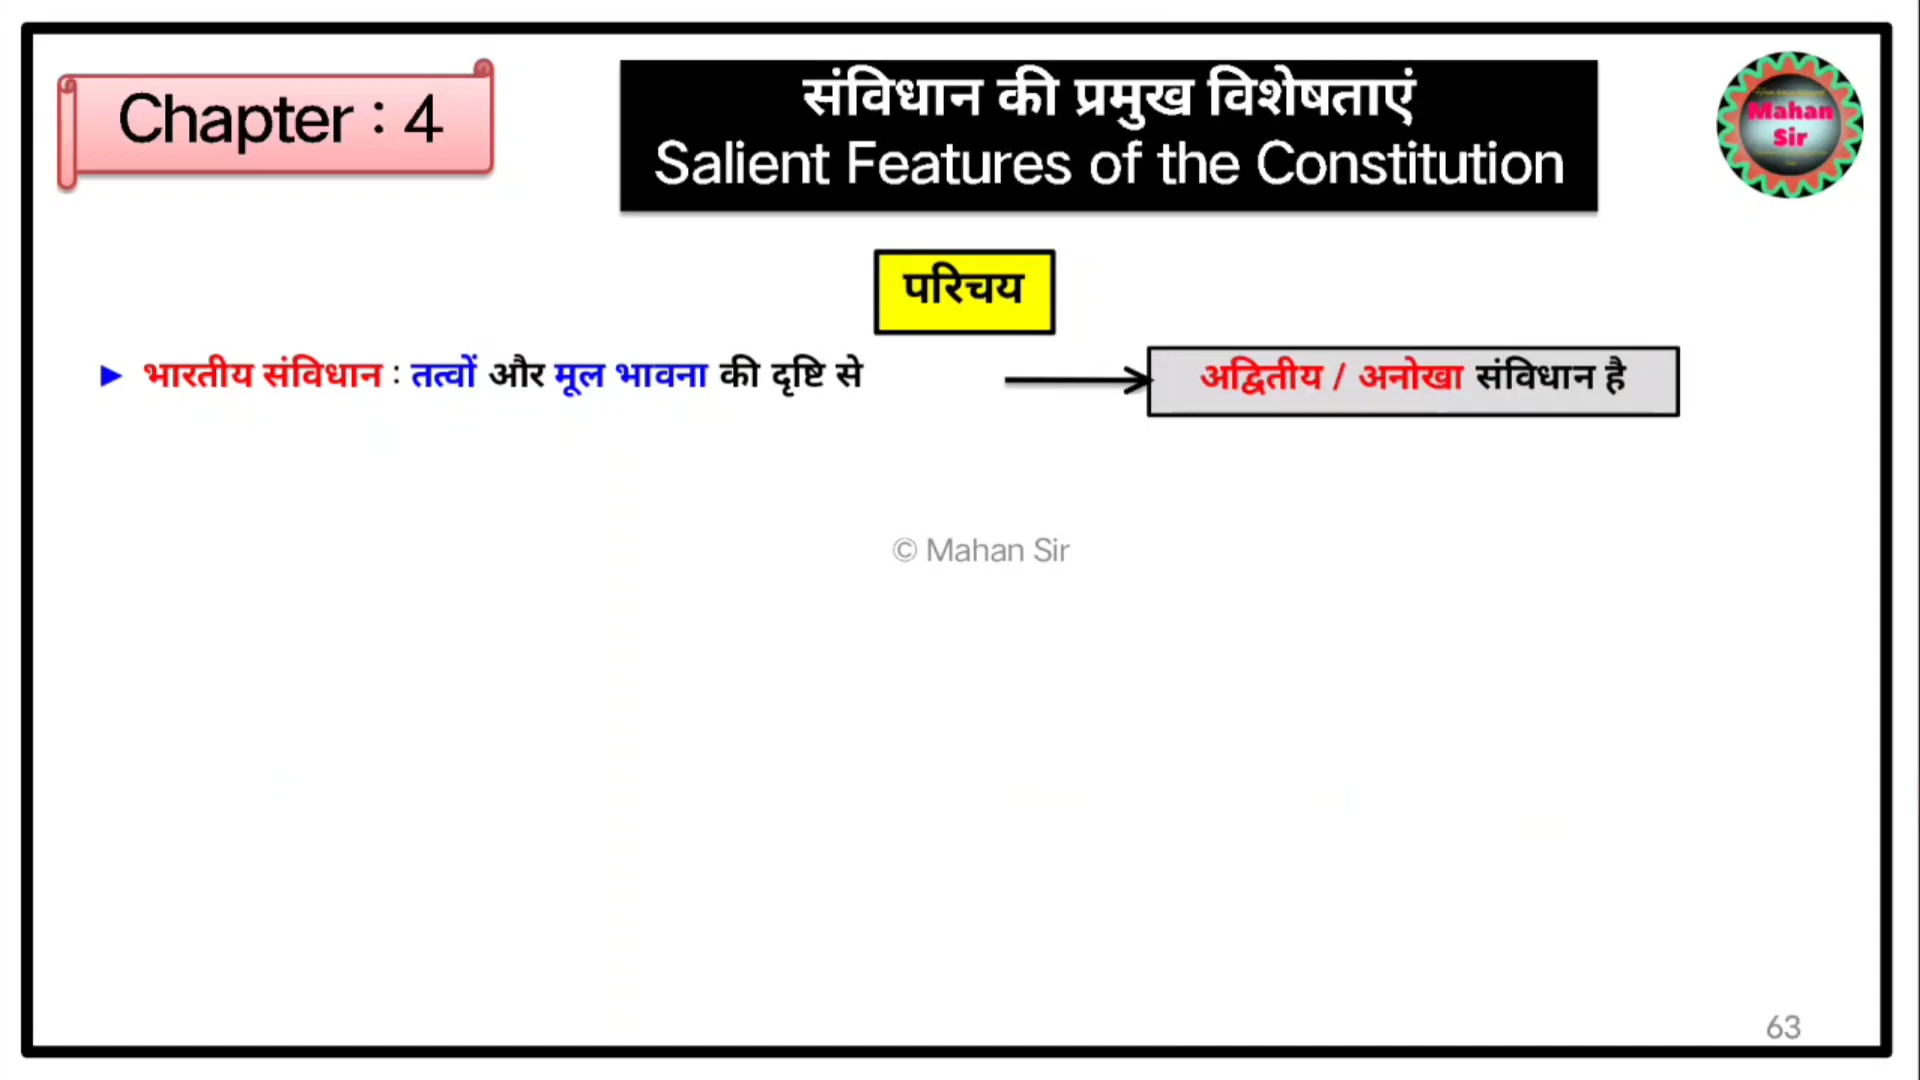 Chapter : 4
संविधान की प्रमुख विशेषताएं
Salient Features of the Constitution
Mahan
Sir
परिचय
► भारतीय संविधान : तत्वों और मूल भावना की दृष्टि से
अद्वितीय / अनोखा संविधान है
© Mahan Sir
63